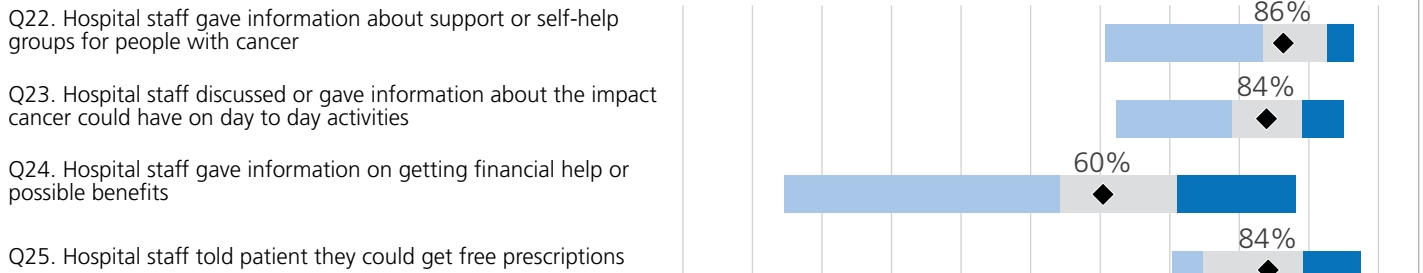 Q22. Hospital staff gave information about support or self-help
groups for people with cancer
86%
Q23. Hospital staff discussed or gave information about the impact
cancer could have on day to day activities
84%
Q24. Hospital staff gave information on getting financial help or
possible benefits
60%
Q25. Hospital staff told patient they could get free prescriptions
84%